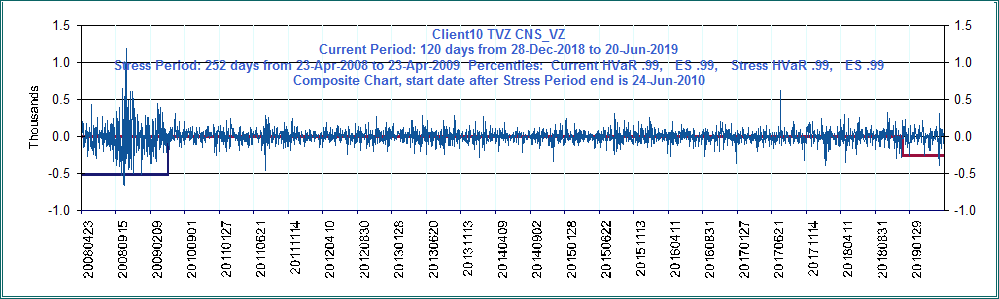 Client10 TVZ CNS_VZ
Current Period: 120 days from 28-Dec-2018 to 20-Jun-2019
Stress Period: 252 days from 23-Apr-2008 to 23-Apr-2009 Percentiles: Current HVaR .99, ES .99, Stress HVaR .99, ES .99
Composite Chart, start date after Stress Period end is 24-Jun-2010
1.5 1.5
1.0 1.0
0.5 0.5
0.0 0.0
-0.5 -0.5
-1.0 -1.0
Thousands
20080423 20080915 20090209 20100901 20110127 20110621 20111114 20120410 20120830 20130128 20130620 20131113 20140409 20140902 20150128 20150622 20151113 20160411 20160831 20170127 20170621 20171114 20180411 20180831 20190129